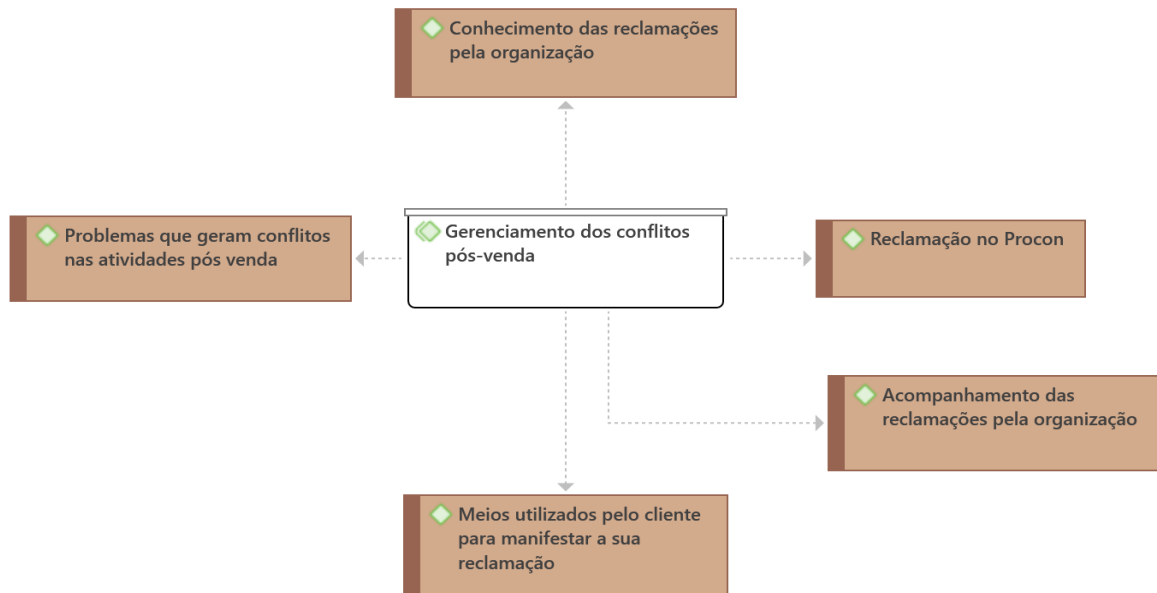 Conhecimento das reclamações
pela organização
Problemas que geram conflitos
nas atividades pós venda
Gerenciamento dos conflitos
pós-venda
Reclamação no Procon
Acompanhamento das
reclamações pela organização
Meios utilizados pelo cliente
para manifestar a sua
reclamação